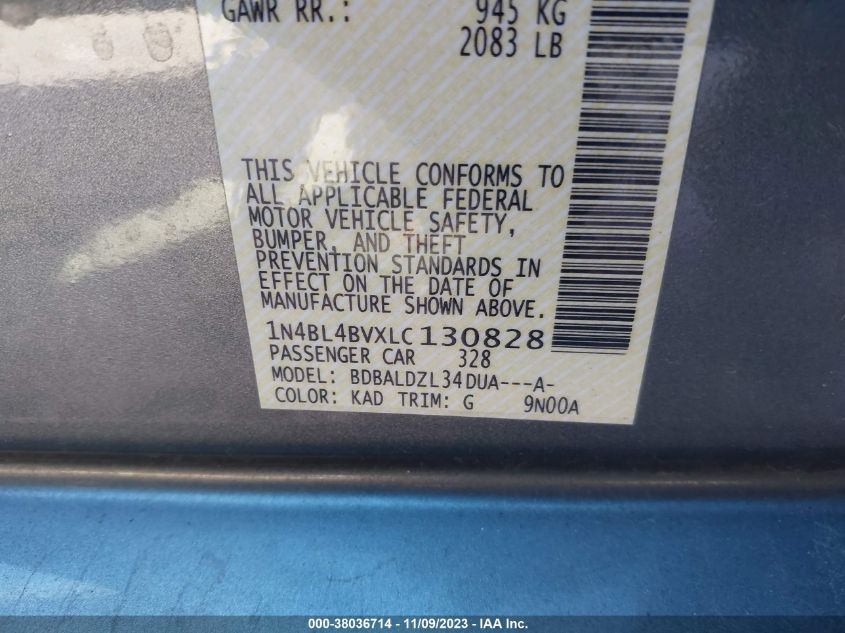 GAWR RR.: 945 KG
2083 LB
THIS VEHICLE CONFORMS TO
ALL APPLICABLE FEDERAL
MOTOR VEHICLE SAFETY,
BUMPER, AND THEFT
PREVENTION STANDARDS IN
EFFECT ON THE DATE OF
MANUFACTURE SHOWN ABOVE.
1N4BL4BVXLC130828
PASSENGER CAR 328
MODEL: BDBALDZL34DUA---A-
COLOR: KAD TRIM: G 9N00A
000-38036714 - 11/09/2023 - IAA Inc.